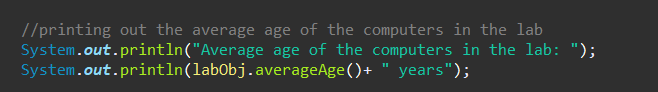 //printing out the average age of the computers in the lab
System.out.println("Average age of the computers in the lab: ");
System.out.println(labObj.averageAge()+ " years");